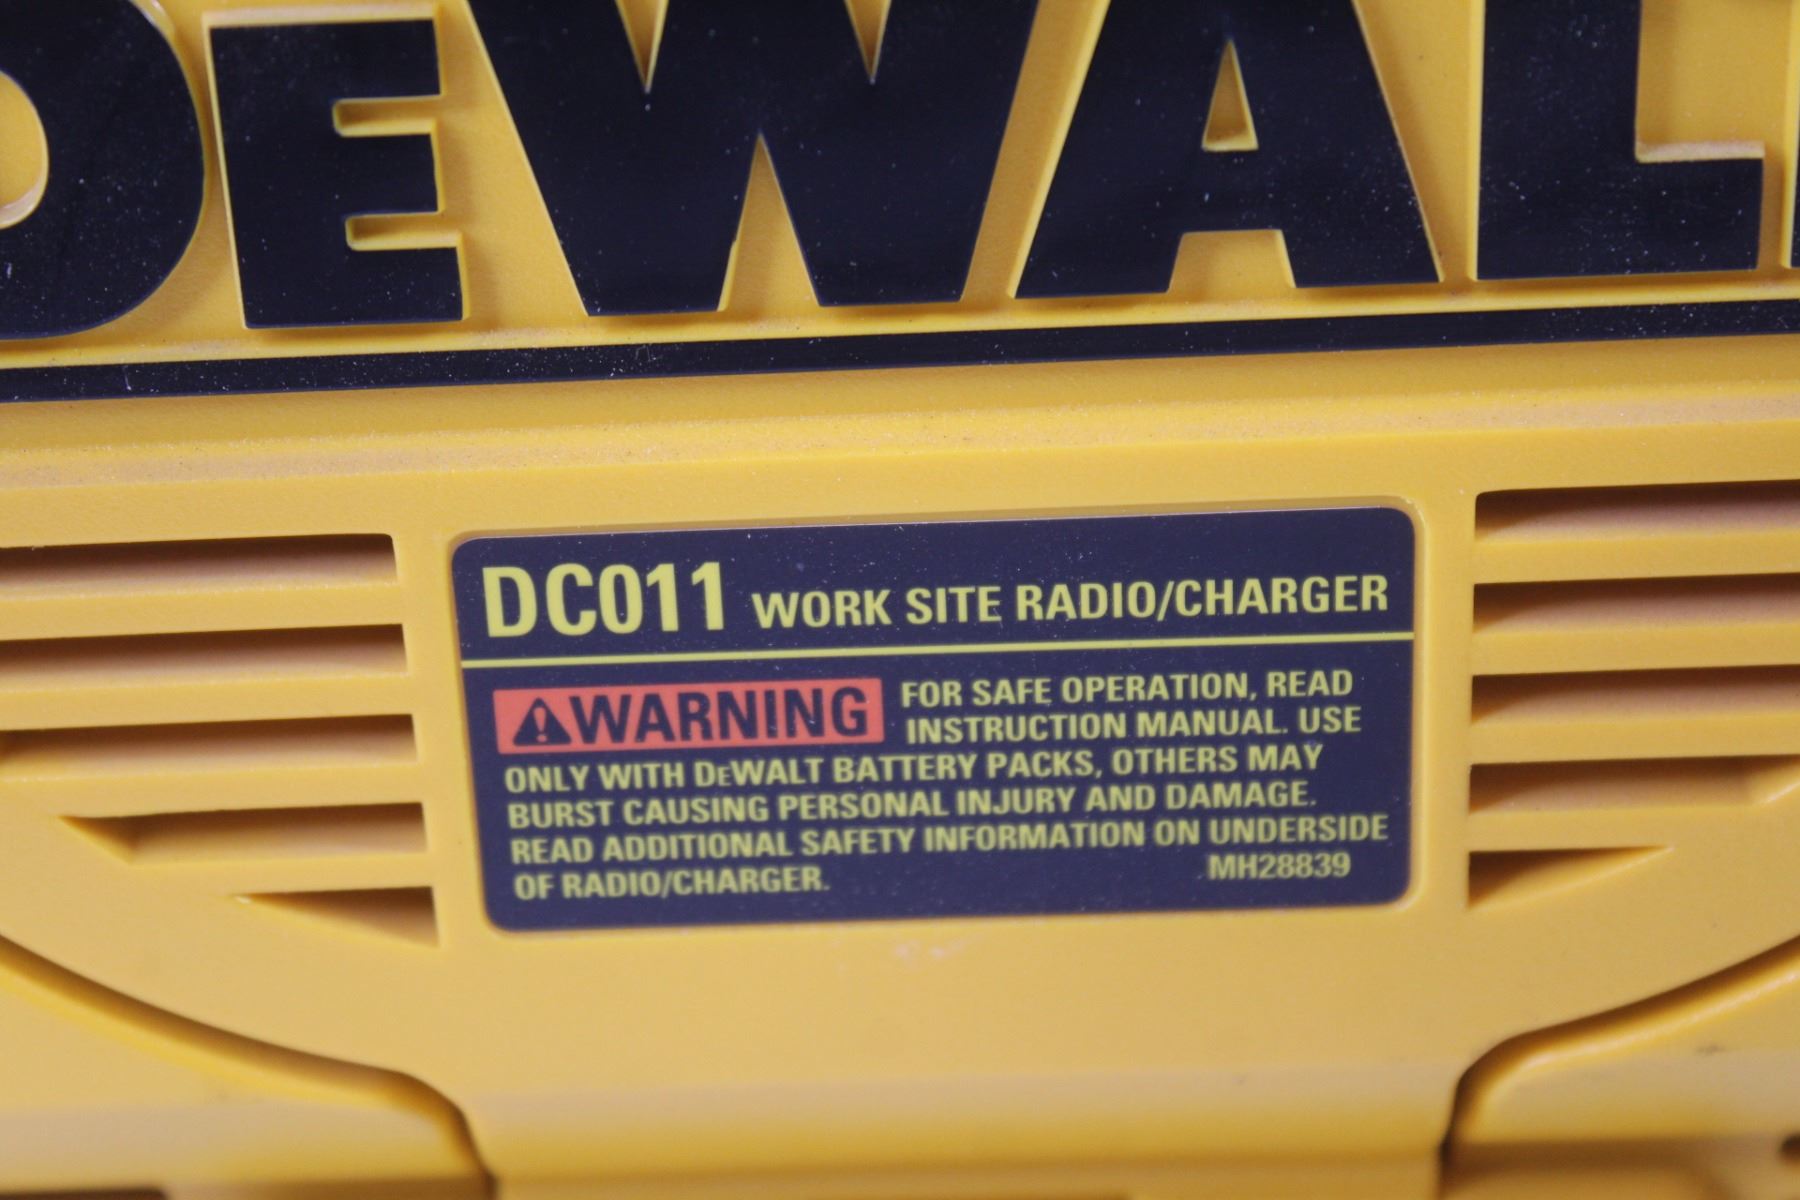 DEWALT
DC011 WORK SITE RADIO/CHARGER
WARNING FOR SAFE OPERATION, READ
INSTRUCTION MANUAL. USE
ONLY WITH DEWALT BATTERY PACKS, OTHERS MAY
BURST CAUSING PERSONAL INJURY AND DAMAGE.
READ ADDITIONAL SAFETY INFORMATION ON UNDERSIDE
OF RADIO/CHARGER. MH28839